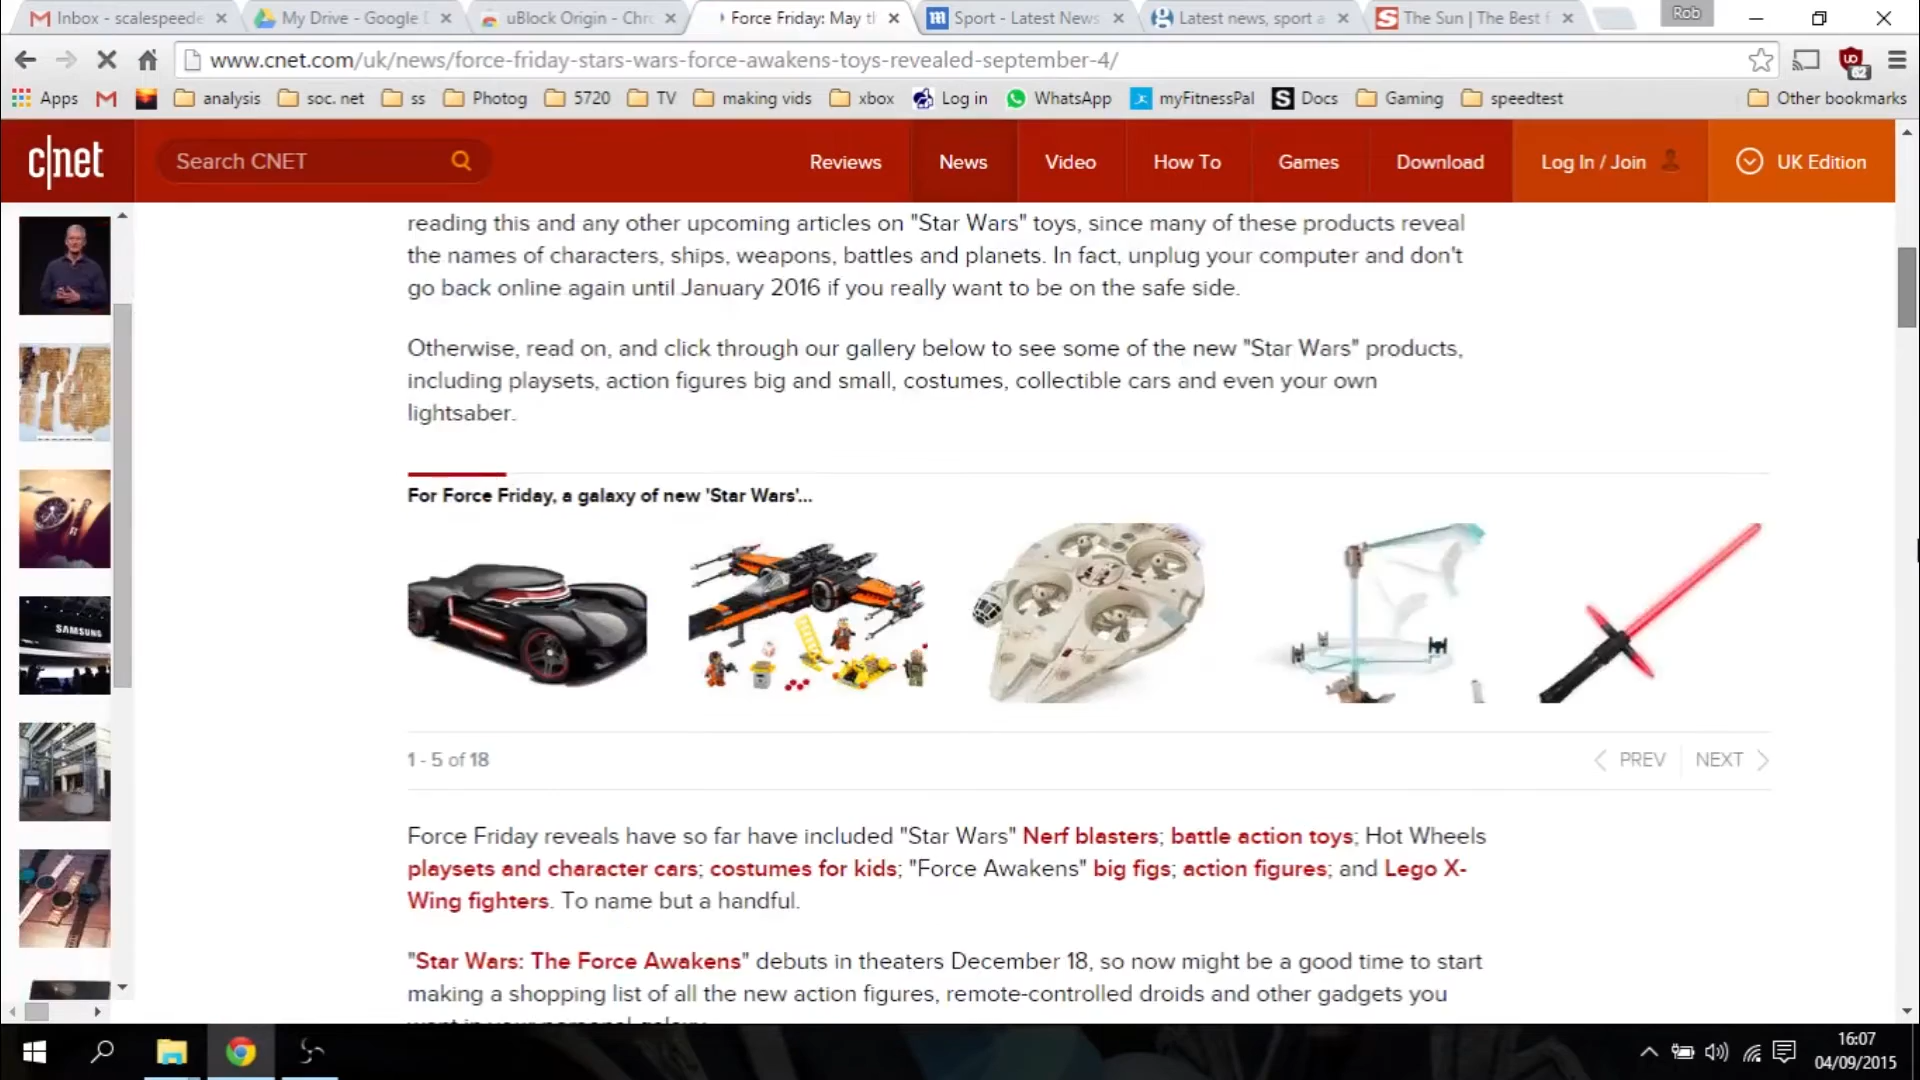 Inbox - scalespeede
My Drive - Google D
uBlock Origin - Chro
Force Friday: May th
Sport - Latest News
Latest news, sport a
The Sun | The Best f
Rob
www.cnet.com/uk/news/force-friday-stars-wars-force-awakens-toys-revealed-september-4/
62
Apps
analysis
soc. net
ss
Photog
5720
TV
making vids
xbox
Log in
WhatsApp
myFitnessPal
Docs
Gaming
speedtest
Other bookmarks
c|net
Search CNET
Reviews
News
Video
How To
Games
Download
Log In / Join
UK Edition
reading this and any other upcoming articles on "Star Wars" toys, since many of these products reveal
the names of characters, ships, weapons, battles and planets. In fact, unplug your computer and don't
go back online again until January 2016 if you really want to be on the safe side.
Otherwise, read on, and click through our gallery below to see some of the new "Star Wars" products,
including playsets, action figures big and small, costumes, collectible cars and even your own
lightsaber.
SAMSUNG
For Force Friday, a galaxy of new 'Star Wars'...
1 - 5 of 18
PREV
NEXT
Force Friday reveals have so far have included "Star Wars" Nerf blasters; battle action toys; Hot Wheels
playsets and character cars; costumes for kids; "Force Awakens" big figs; action figures; and Lego X-
Wing fighters. To name but a handful.
"Star Wars: The Force Awakens" debuts in theaters December 18, so now might be a good time to start
making a shopping list of all the new action figures, remote-controlled droids and other gadgets you
16:07
04/09/2015